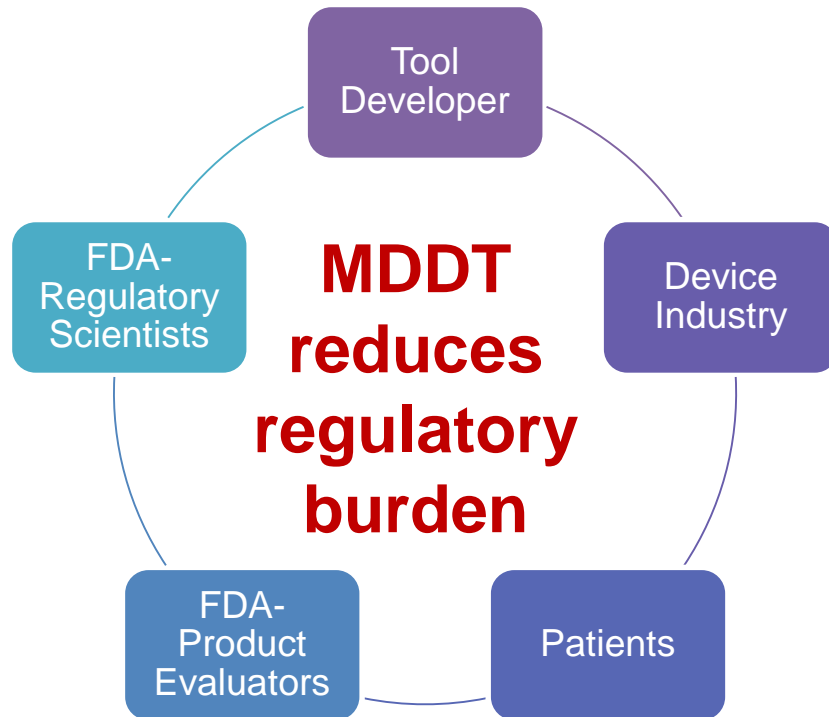 Tool
Developer
FDA-
Regulatory
Scientists
MDDT
reduces
regulatory
burden
Device
Industry
FDA-
Product
Evaluators
Patients